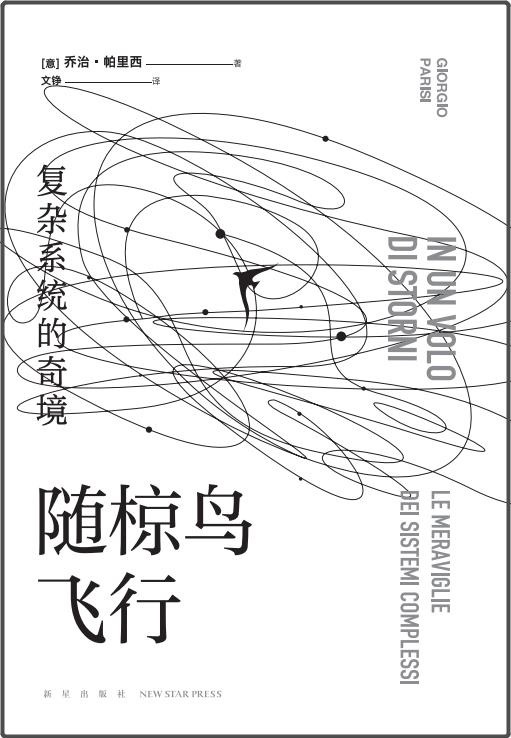 [意] 乔治·帕里西 著
文铮 译
GIORGIO
PARISI
复杂系统的奇境
IN UN VOLO
DI STORNI
随椋鸟
飞行
LE MERAVIGLIE
DEI SISTEMI COMPLESSI
新星出版社 NEW STAR PRESS